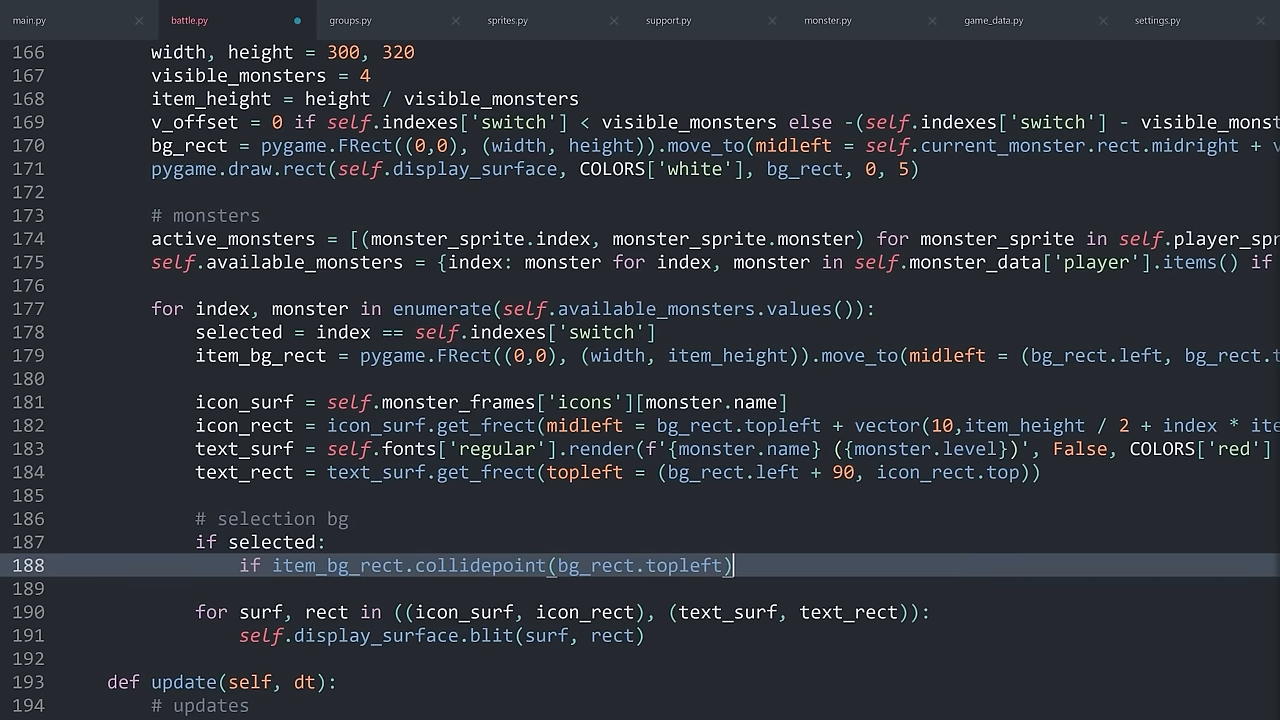 main.py battle.py groups.py sprites.py support.py monster.py game_data.py settings.py
166 width, height = 300, 320
167 visible_monsters = 4
168 item_height = height / visible_monsters
169 v_offset = 0 if self.indexes['switch'] < visible_monsters else -(self.indexes['switch'] - visible_monst
170 bg_rect = pygame.FRect((0,0), (width, height)).move_to(midleft = self.current_monster.rect.midright + v
171 pygame.draw.rect(self.display_surface, COLORS['white'], bg_rect, 0, 5)
172
173 # monsters
174 active_monsters = [(monster_sprite.index, monster_sprite.monster) for monster_sprite in self.player_spr
175 self.available_monsters = {index: monster for index, monster in self.monster_data['player'].items() if
176
177 for index, monster in enumerate(self.available_monsters.values()):
178 selected = index == self.indexes['switch']
179 item_bg_rect = pygame.FRect((0,0), (width, item_height)).move_to(midleft = (bg_rect.left, bg_rect.t
180
181 icon_surf = self.monster_frames['icons'][monster.name]
182 icon_rect = icon_surf.get_frect(midleft = bg_rect.topleft + vector(10,item_height / 2 + index * ite
183 text_surf = self.fonts['regular'].render(f'{monster.name} ({monster.level})', False, COLORS['red']
184 text_rect = text_surf.get_frect(topleft = (bg_rect.left + 90, icon_rect.top))
185
186 # selection bg
187 if selected:
188 if item_bg_rect.collidepoint(bg_rect.topleft)
189
190 for surf, rect in ((icon_surf, icon_rect), (text_surf, text_rect)):
191 self.display_surface.blit(surf, rect)
192
193 def update(self, dt):
194 # updates